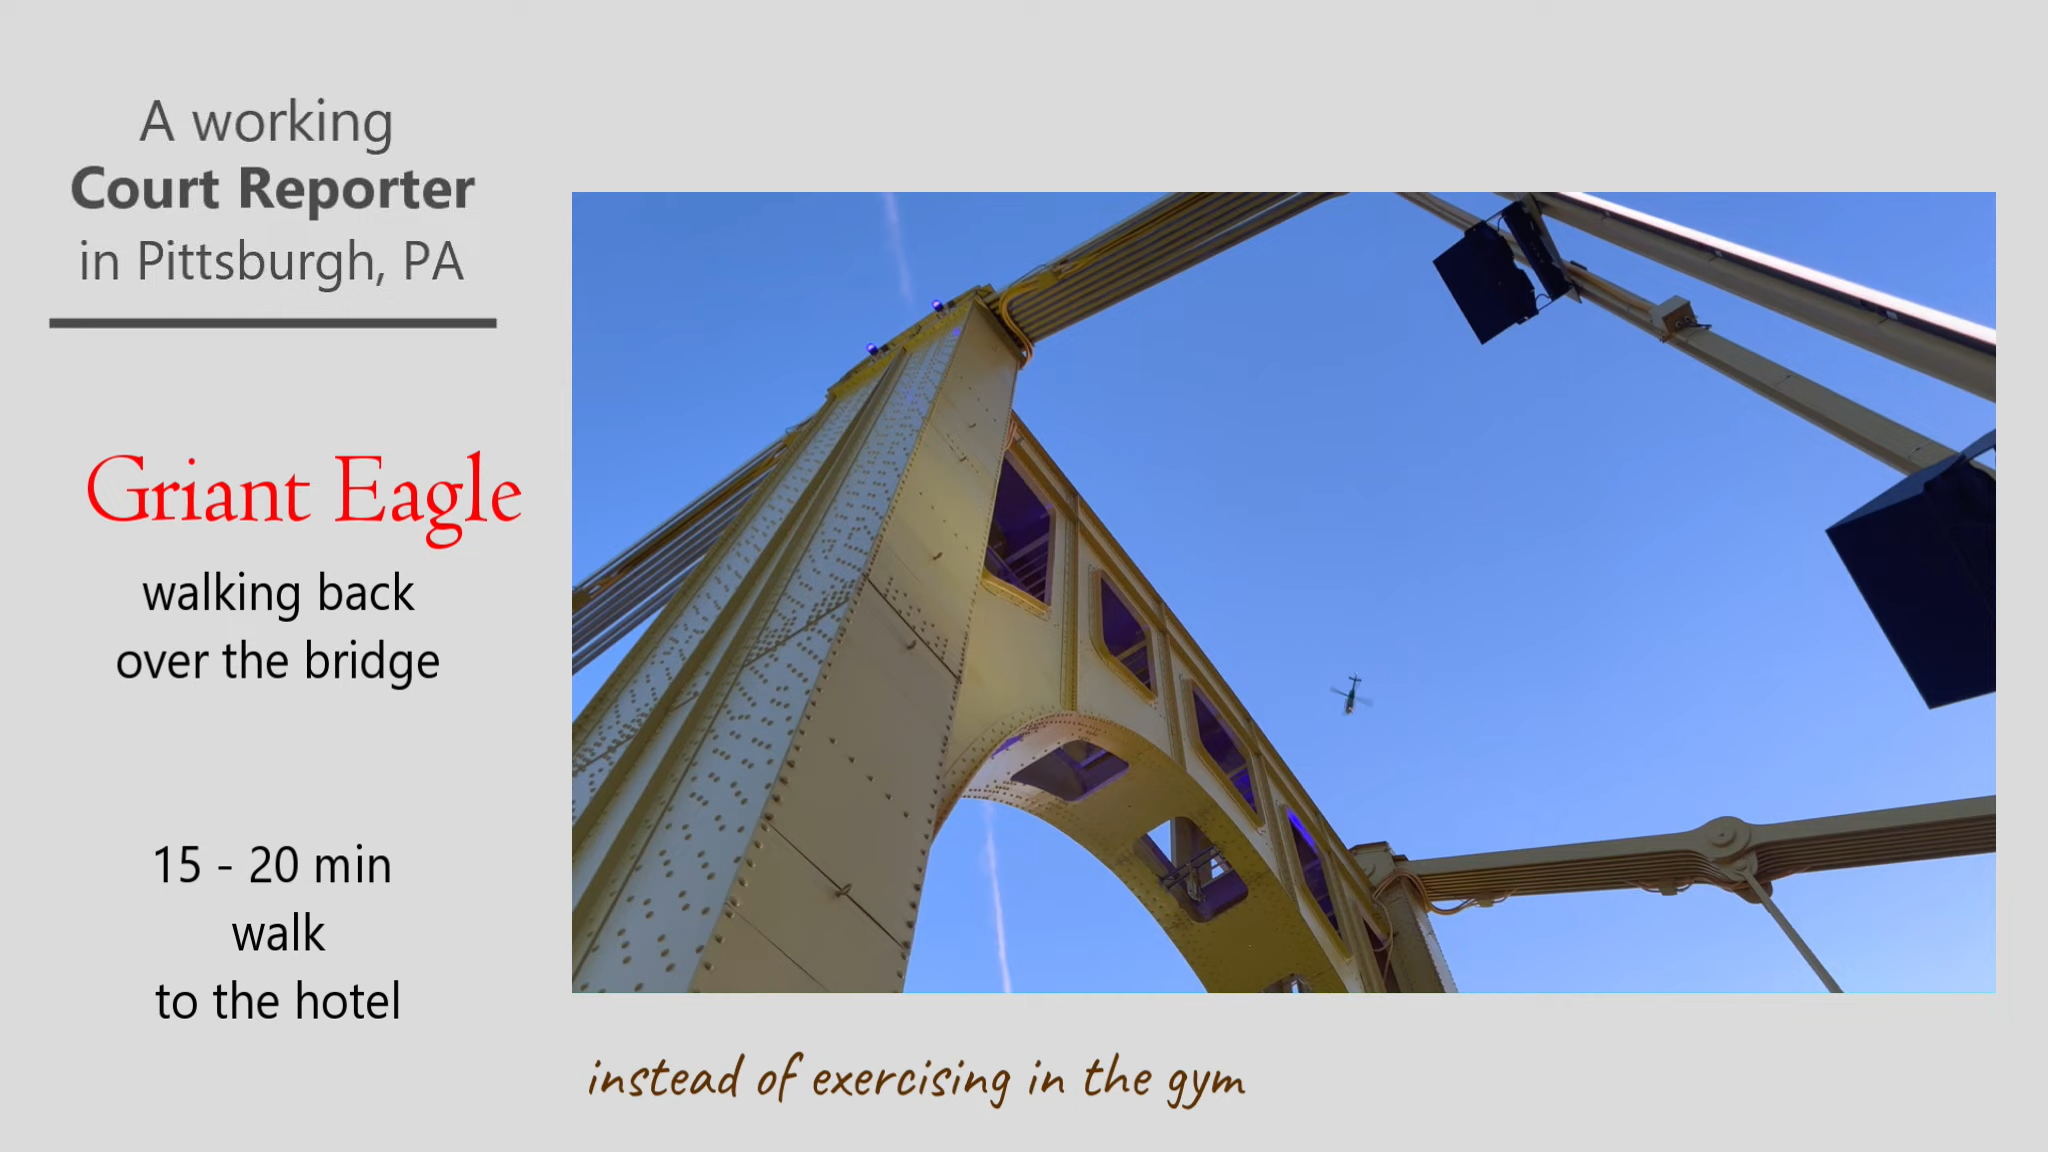 A working
Court Reporter
in Pittsburgh, PA
Griant Eagle
walking back
over the bridge
15 - 20 min
walk
to the hotel
instead of exercising in the gym